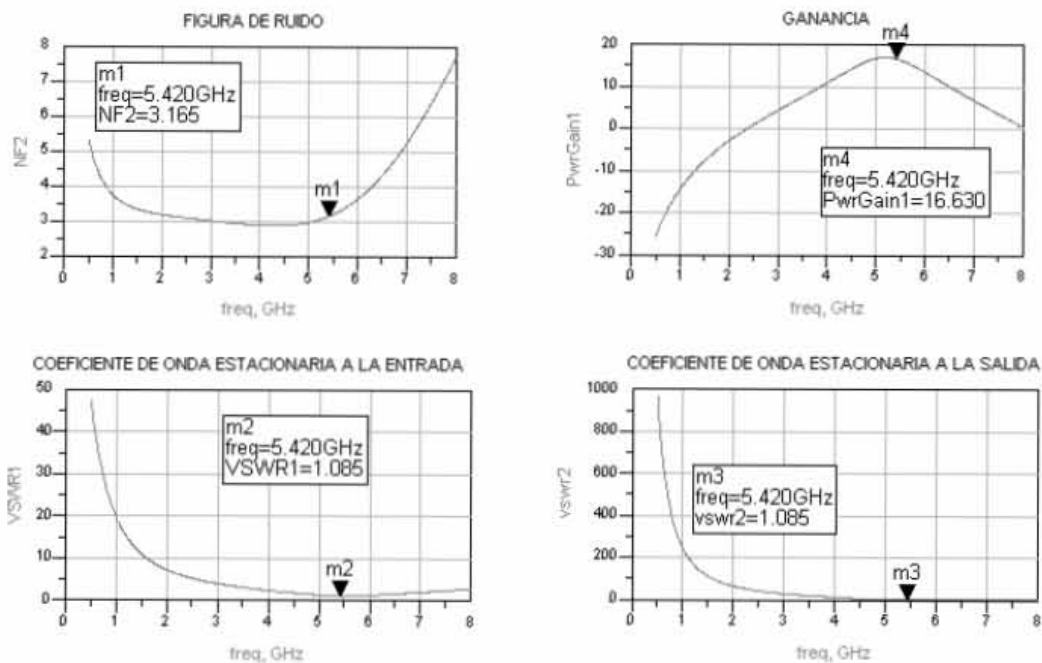 FIGURA DE RUIDO
8
7
6
5
4
3
2
NF2
m1
freq=5.420GHz
NF2=3.165
m1
0 1 2 3 4 5 6 7 8
freq, GHz
GANANCIA
20
10
0
-10
-20
-30
PwrGain1
m4
m4
freq=5.420GHz
PwrGain1=16.630
0 1 2 3 4 5 6 7 8
freq, GHz
COEFICIENTE DE ONDA ESTACIONARIA A LA ENTRADA
50
40
30
20
10
0
VSWR1
m2
freq=5.420GHz
VSWR1=1.085
m2
0 1 2 3 4 5 6 7 8
freq, GHz
COEFICIENTE DE ONDA ESTACIONARIA A LA SALIDA
1000
800
600
400
200
0
vswr2
m3
freq=5.420GHz
vswr2=1.085
m3
0 1 2 3 4 5 6 7 8
freq, GHz